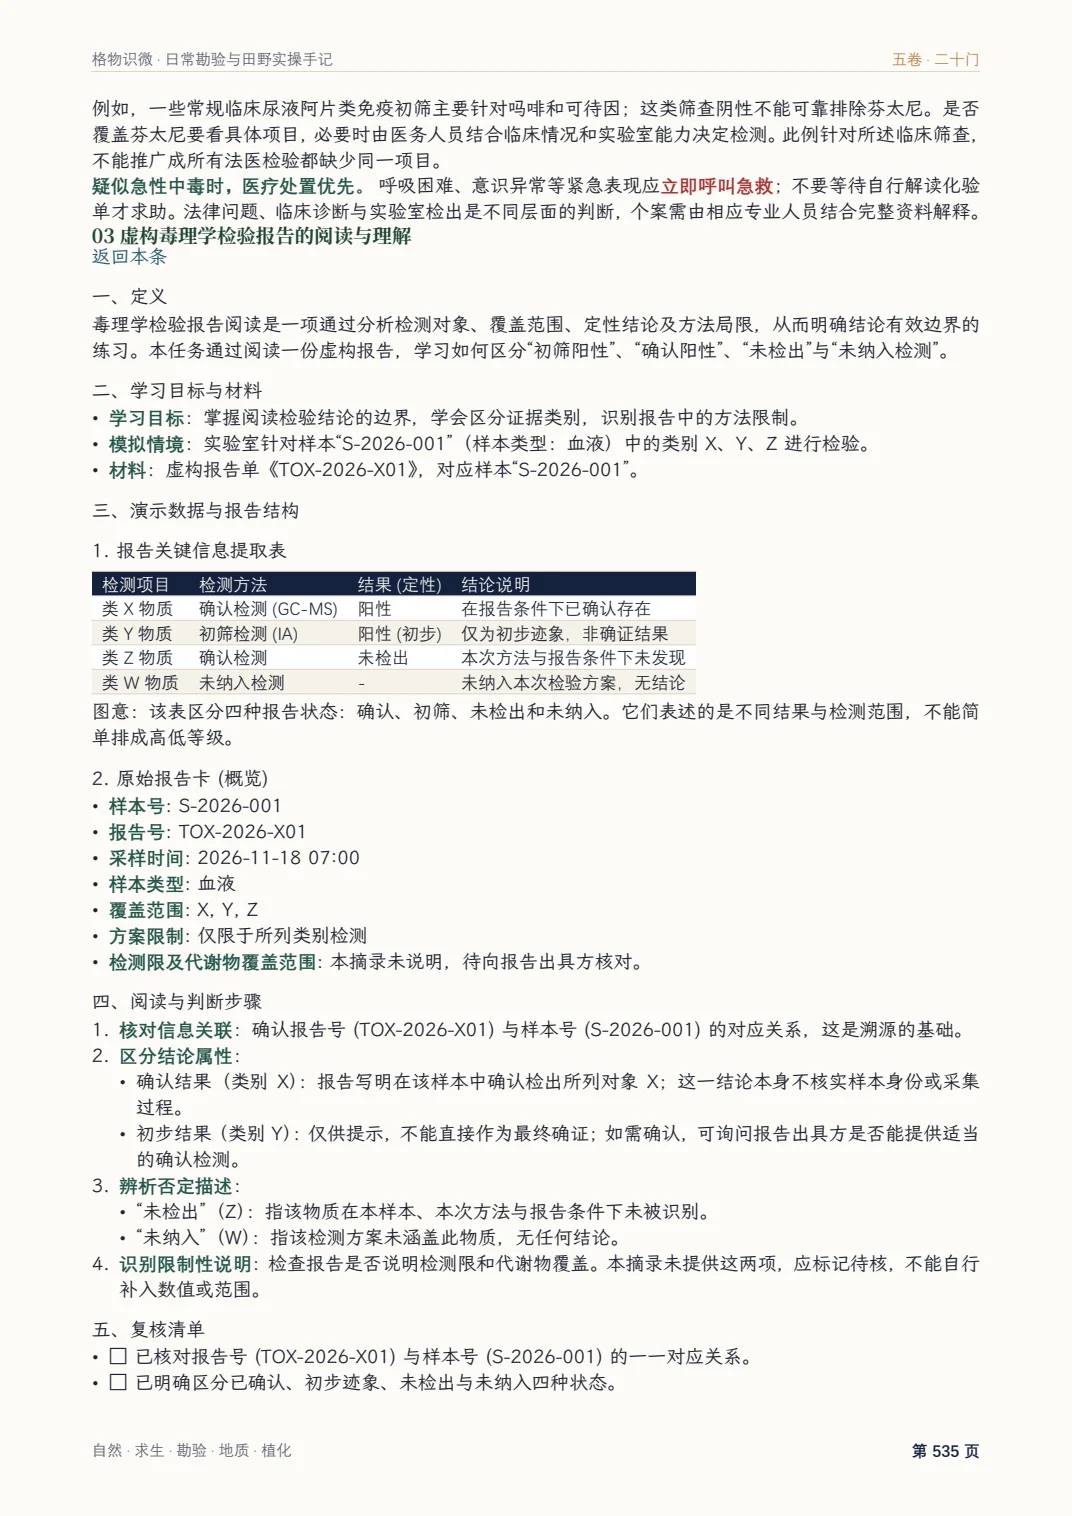 格物识微 · 日常勘验与田野实操手记
五卷 · 二十门
例如，一些常规临床尿液阿片类免疫初筛主要针对吗啡和可待因；这类筛查阴性不能可靠排除芬太尼。是否
覆盖芬太尼要看具体项目，必要时由医务人员结合临床情况和实验室能力决定检测。此例针对所述临床筛查，
不能推广成所有法医检验都缺少同一项目。
疑似急性中毒时，医疗处置优先。 呼吸困难、意识异常等紧急表现应立即呼叫急救；不要等待自行解读化验
单才求助。法律问题、临床诊断与实验室检出是不同层面的判断，个案需由相应专业人员结合完整资料解释。
03 虚构毒理学检验报告的阅读与理解
返回本条
一、定义
毒理学检验报告阅读是一项通过分析检测对象、覆盖范围、定性结论及方法局限，从而明确结论有效边界的
练习。本任务通过阅读一份虚构报告，学习如何区分“初筛阳性”、“确认阳性”、“未检出”与“未纳入检测”。
二、学习目标与材料
• 学习目标：掌握阅读检验结论的边界，学会区分证据类别，识别报告中的方法限制。
• 模拟情境：实验室针对样本“S-2026-001”（样本类型：血液）中的类别 X、Y、Z 进行检验。
• 材料：虚构报告单《TOX-2026-X01》，对应样本“S-2026-001”。
三、演示数据与报告结构
1. 报告关键信息提取表
检测项目 检测方法 结果 (定性) 结论说明
类 X 物质 确认检测 (GC-MS) 阳性 在报告条件下已确认存在
类 Y 物质 初筛检测 (IA) 阳性 (初步) 仅为初步迹象，非确证结果
类 Z 物质 确认检测 未检出 本次方法与报告条件下未发现
类 W 物质 未纳入检测 - 未纳入本次检验方案，无结论
图意：该表区分四种报告状态：确认、初筛、未检出和未纳入。它们表述的是不同结果与检测范围，不能简
单排成高低等级。
2. 原始报告卡 (概览)
• 样本号: S-2026-001
• 报告号: TOX-2026-X01
• 采样时间: 2026-11-18 07:00
• 样本类型: 血液
• 覆盖范围: X, Y, Z
• 方案限制: 仅限于所列类别检测
• 检测限及代谢物覆盖范围: 本摘录未说明，待向报告出具方核对。
四、阅读与判断步骤
1. 核对信息关联：确认报告号 (TOX-2026-X01) 与样本号 (S-2026-001) 的对应关系，这是溯源的基础。
2. 区分结论属性：
• 确认结果（类别 X）：报告写明在该样本中确认检出所列对象 X；这一结论本身不核实样本身份或采集
过程。
• 初步结果（类别 Y）：仅供提示，不能直接作为最终确证；如需确认，可询问报告出具方是否能提供适当
的确认检测。
3. 辨析否定描述：
• “未检出”（Z）：指该物质在本样本、本次方法与报告条件下未被识别。
• “未纳入”（W）：指该检测方案未涵盖此物质，无任何结论。
4. 识别限制性说明：检查报告是否说明检测限和代谢物覆盖。本摘录未提供这两项，应标记待核，不能自行
补入数值或范围。
五、复核清单
• □ 已核对报告号 (TOX-2026-X01) 与样本号 (S-2026-001) 的一一对应关系。
• □ 已明确区分已确认、初步迹象、未检出与未纳入四种状态。
自然 · 求生 · 勘验 · 地质 · 植化
第 535 页